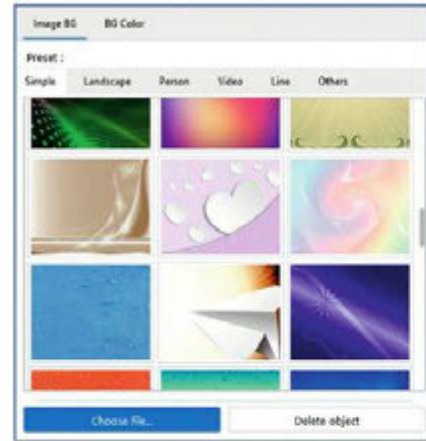 Image BG BG Color
Preset :
Simple Landscape Person Video Line Others
Choose file... Delete object